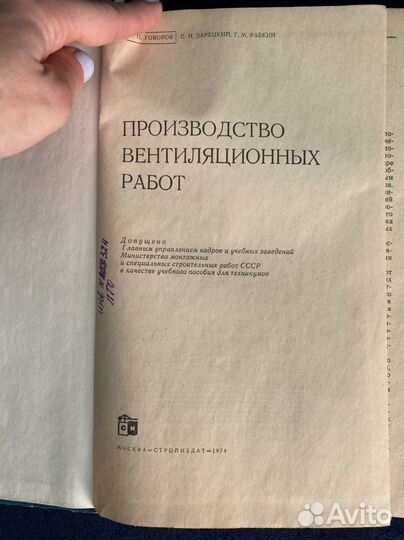 П. ГОВОРОВ С. И. ЗАРЕЦКИЙ, Г. М. РАБКИН
ПРОИЗВОДСТВО
ВЕНТИЛЯЦИОННЫХ
РАБОТ
Допущено
Главным управлением кадров и учебных заведений
Министерства монтажных
и специальных строительных работ СССР
в качестве учебного пособия для техникумов
С И
МОСКВА—СТРОЙИЗДАТ—1974
Avito